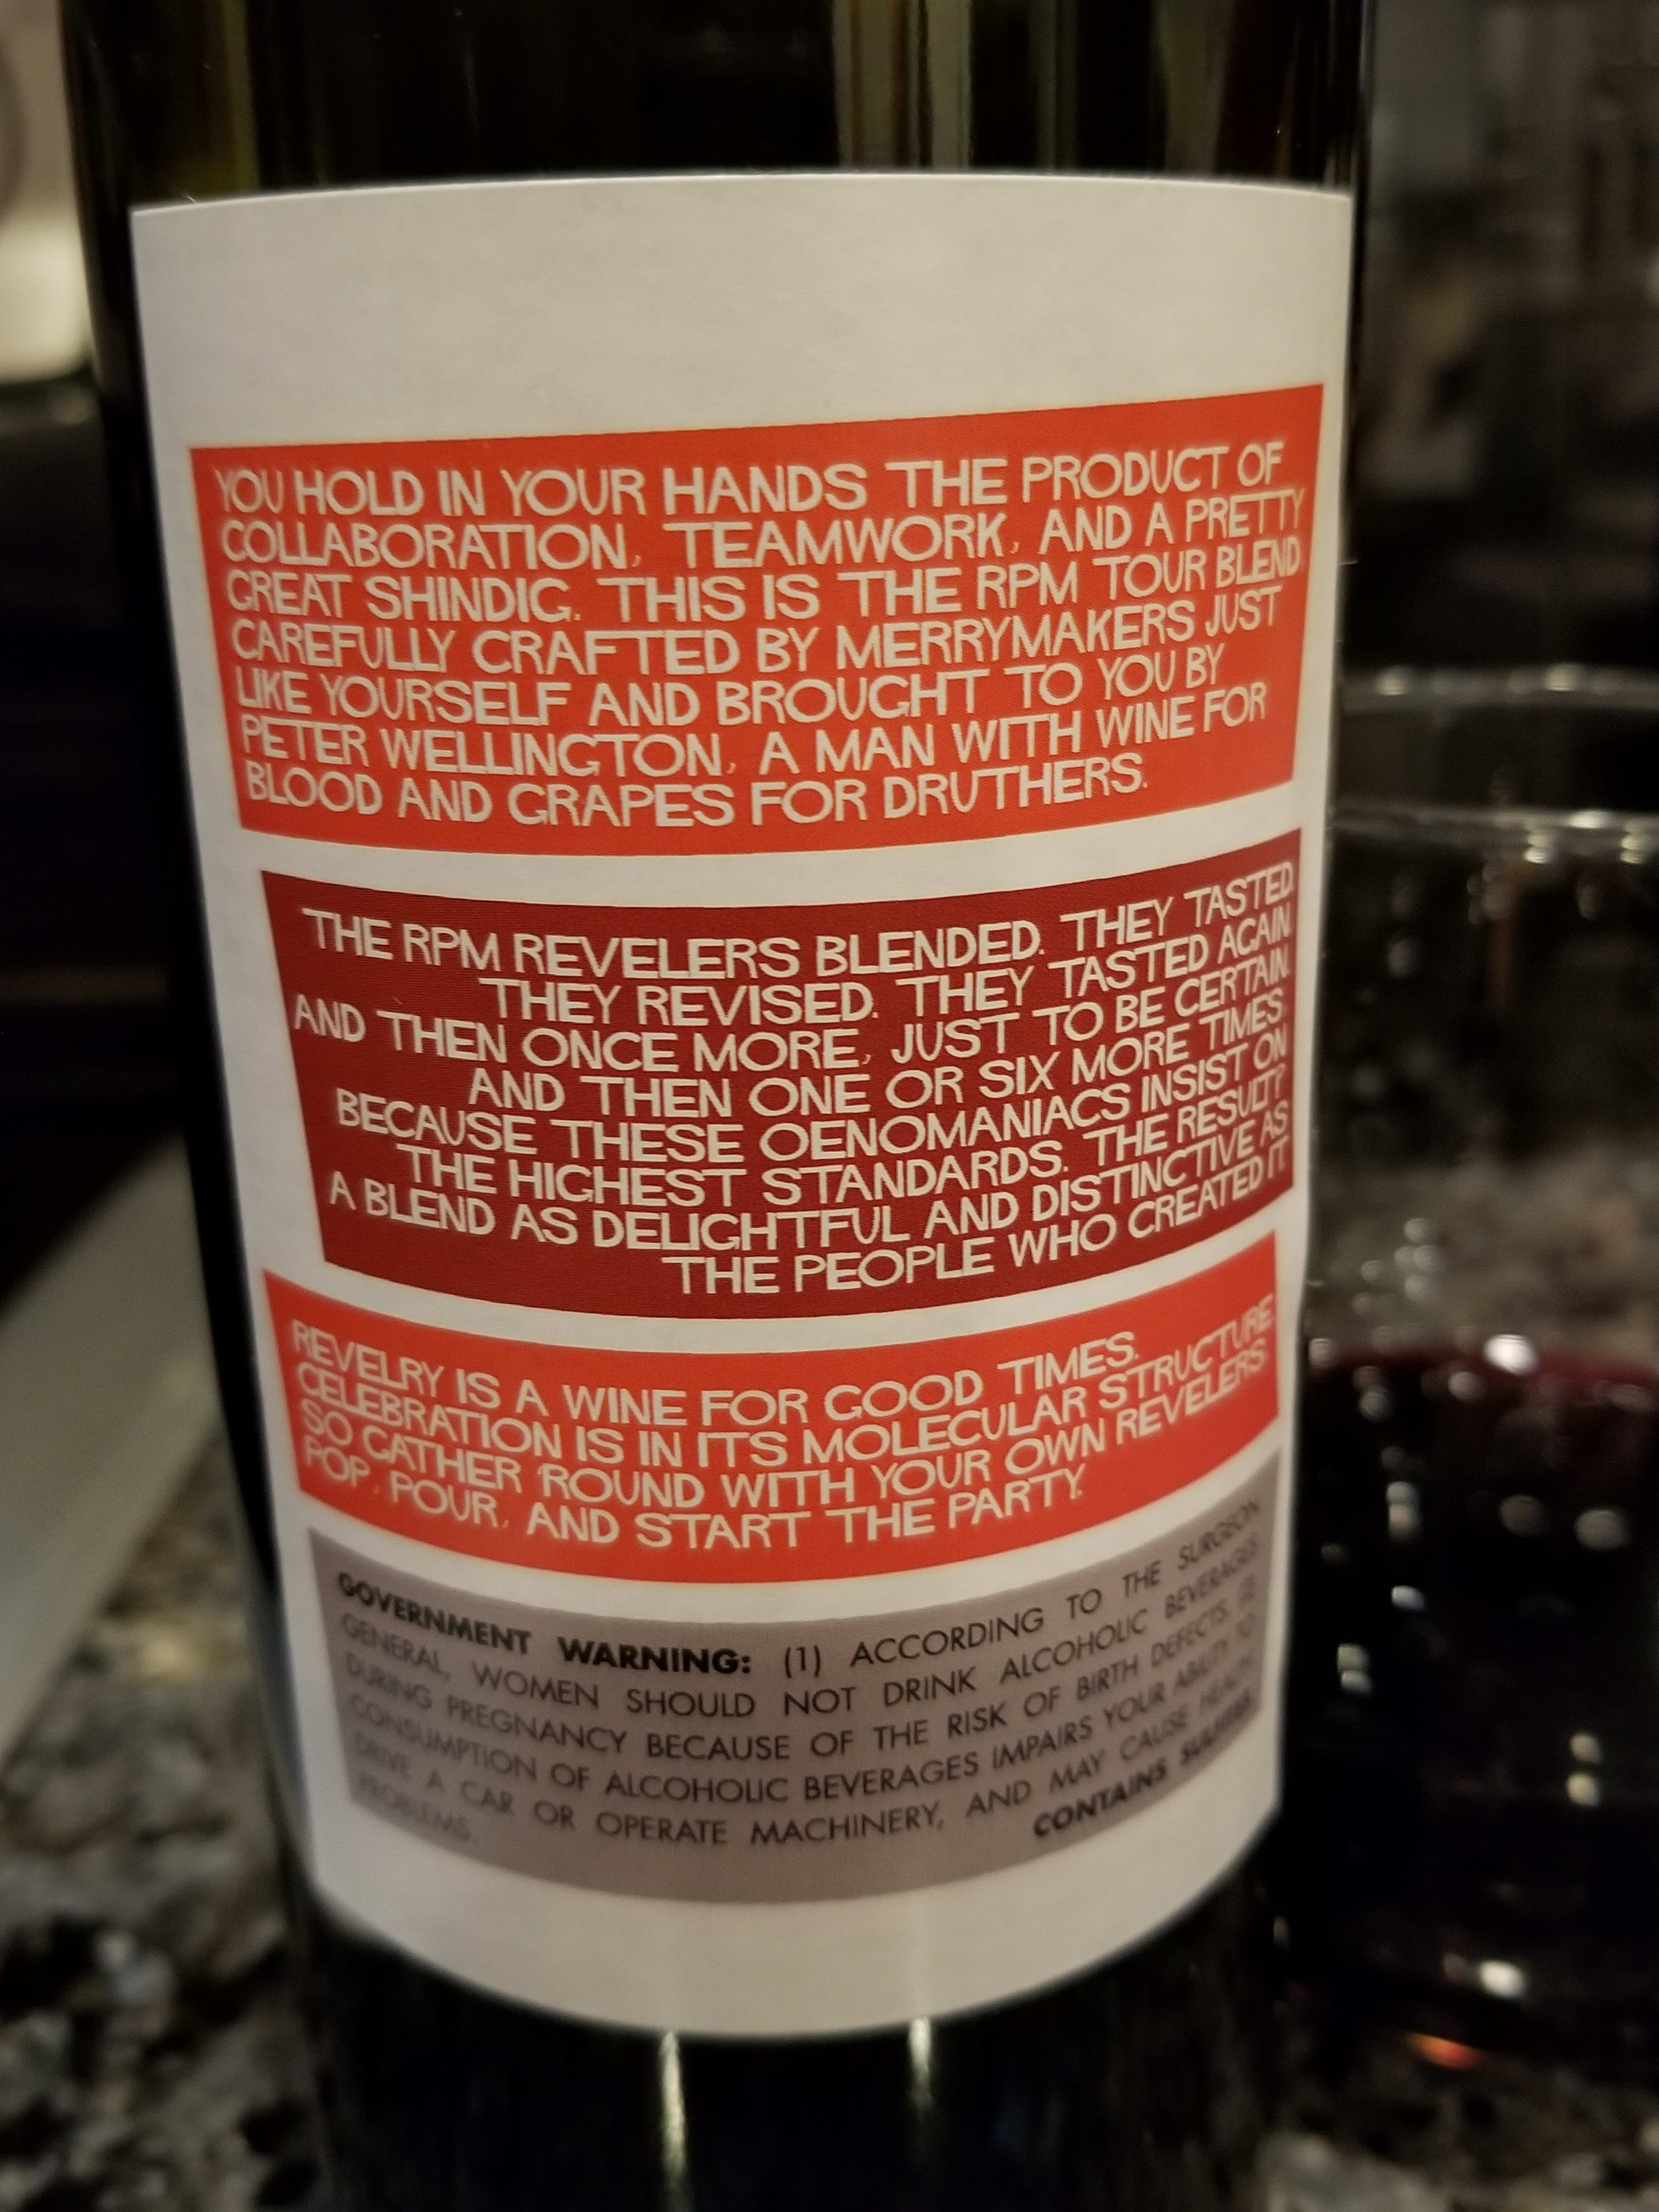 YOU HOLD IN YOUR HANDS THE PRODUCT OF
COLLABORATION, TEAMWORK, AND A PRETTY
GREAT SHINDIG. THIS IS THE RPM TOUR BLEND,
CAREFULLY CRAFTED BY MERRYMAKERS JUST
LIKE YOURSELF AND BROUGHT TO YOU BY
PETER WELLINGTON, A MAN WITH WINE FOR
BLOOD AND GRAPES FOR DRUTHERS.
THE RPM REVELERS BLENDED. THEY TASTED.
THEY REVISED. THEY TASTED AGAIN.
AND THEN ONCE MORE, JUST TO BE CERTAIN.
AND THEN ONE OR SIX MORE TIMES.
BECAUSE THESE OENOMANIACS INSIST ON
THE HIGHEST STANDARDS. THE RESULT?
A BLEND AS DELIGHTFUL AND DISTINCTIVE AS
THE PEOPLE WHO CREATED IT.
REVELRY IS A WINE FOR GOOD TIMES.
CELEBRATION IS IN ITS MOLECULAR STRUCTURE.
SO GATHER 'ROUND WITH YOUR OWN REVELERS.
POP, POUR, AND START THE PARTY.
GOVERNMENT WARNING: (1) ACCORDING TO THE SURGEON
GENERAL, WOMEN SHOULD NOT DRINK ALCOHOLIC BEVERAGES
DURING PREGNANCY BECAUSE OF THE RISK OF BIRTH DEFECTS. (2)
CONSUMPTION OF ALCOHOLIC BEVERAGES IMPAIRS YOUR ABILITY TO
DRIVE A CAR OR OPERATE MACHINERY, AND MAY CAUSE HEALTH
PROBLEMS. CONTAINS SULFITES.